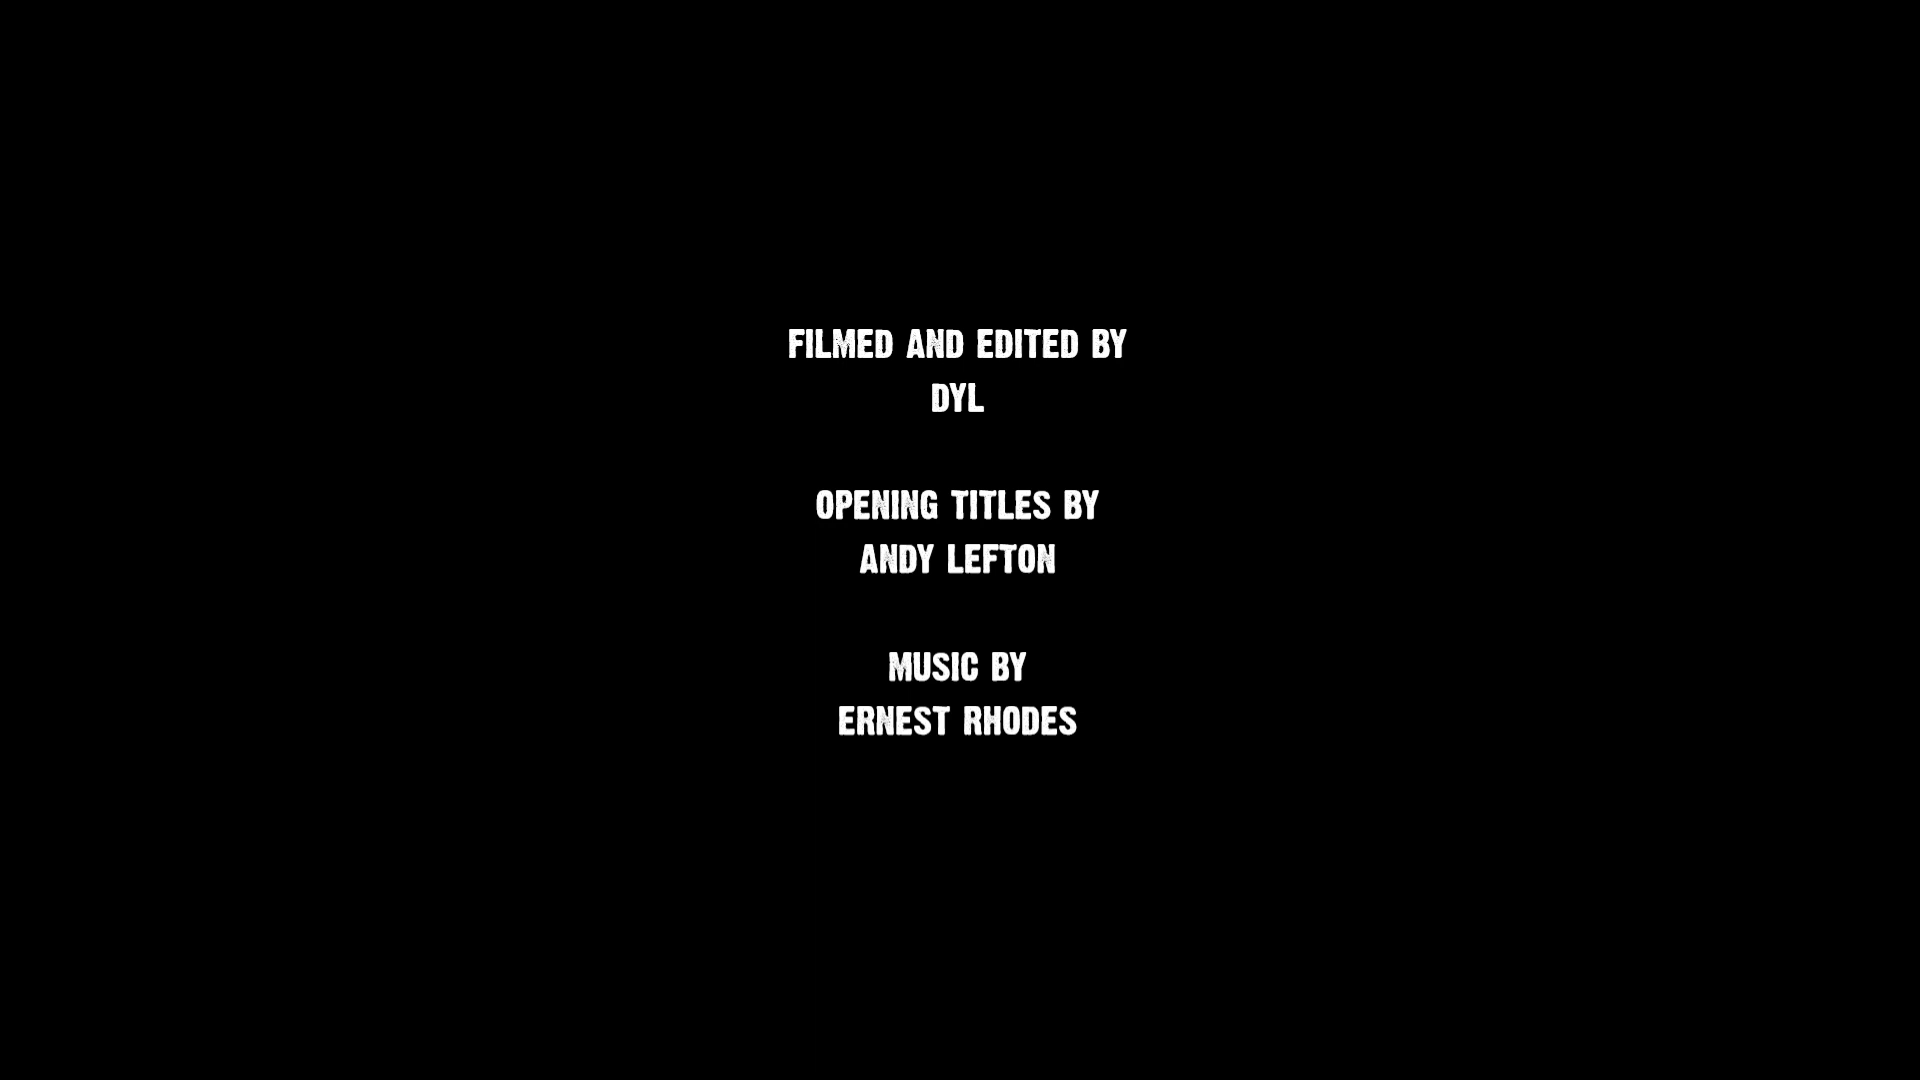 FILMED AND EDITED BY
DYL
OPENING TITLES BY
ANDY LEFTON
MUSIC BY
ERNEST RHODES